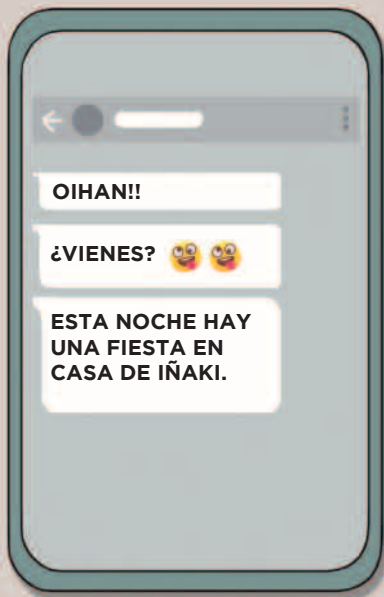 OIHAN!!
¿VIENES? 🤪 🤪
ESTA NOCHE HAY
UNA FIESTA EN
CASA DE IÑAKI.